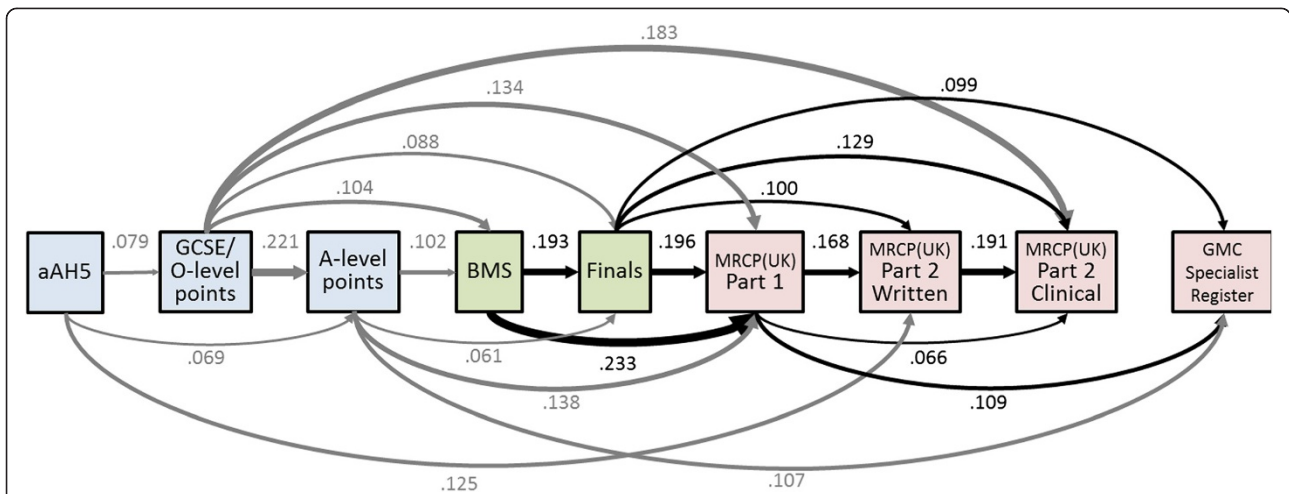 .183
.134
.099
.088
.129
.104
.100
.079
.221
.102
.193
.196
.168
.191
aAH5
GCSE/
O-level
points
A-level
points
BMS
Finals
MRCP(UK)
Part 1
MRCP(UK)
Part 2
Written
MRCP(UK)
Part 2
Clinical
GMC
Specialist
Register
.069
.061
.233
.066
.138
.109
.125
.107